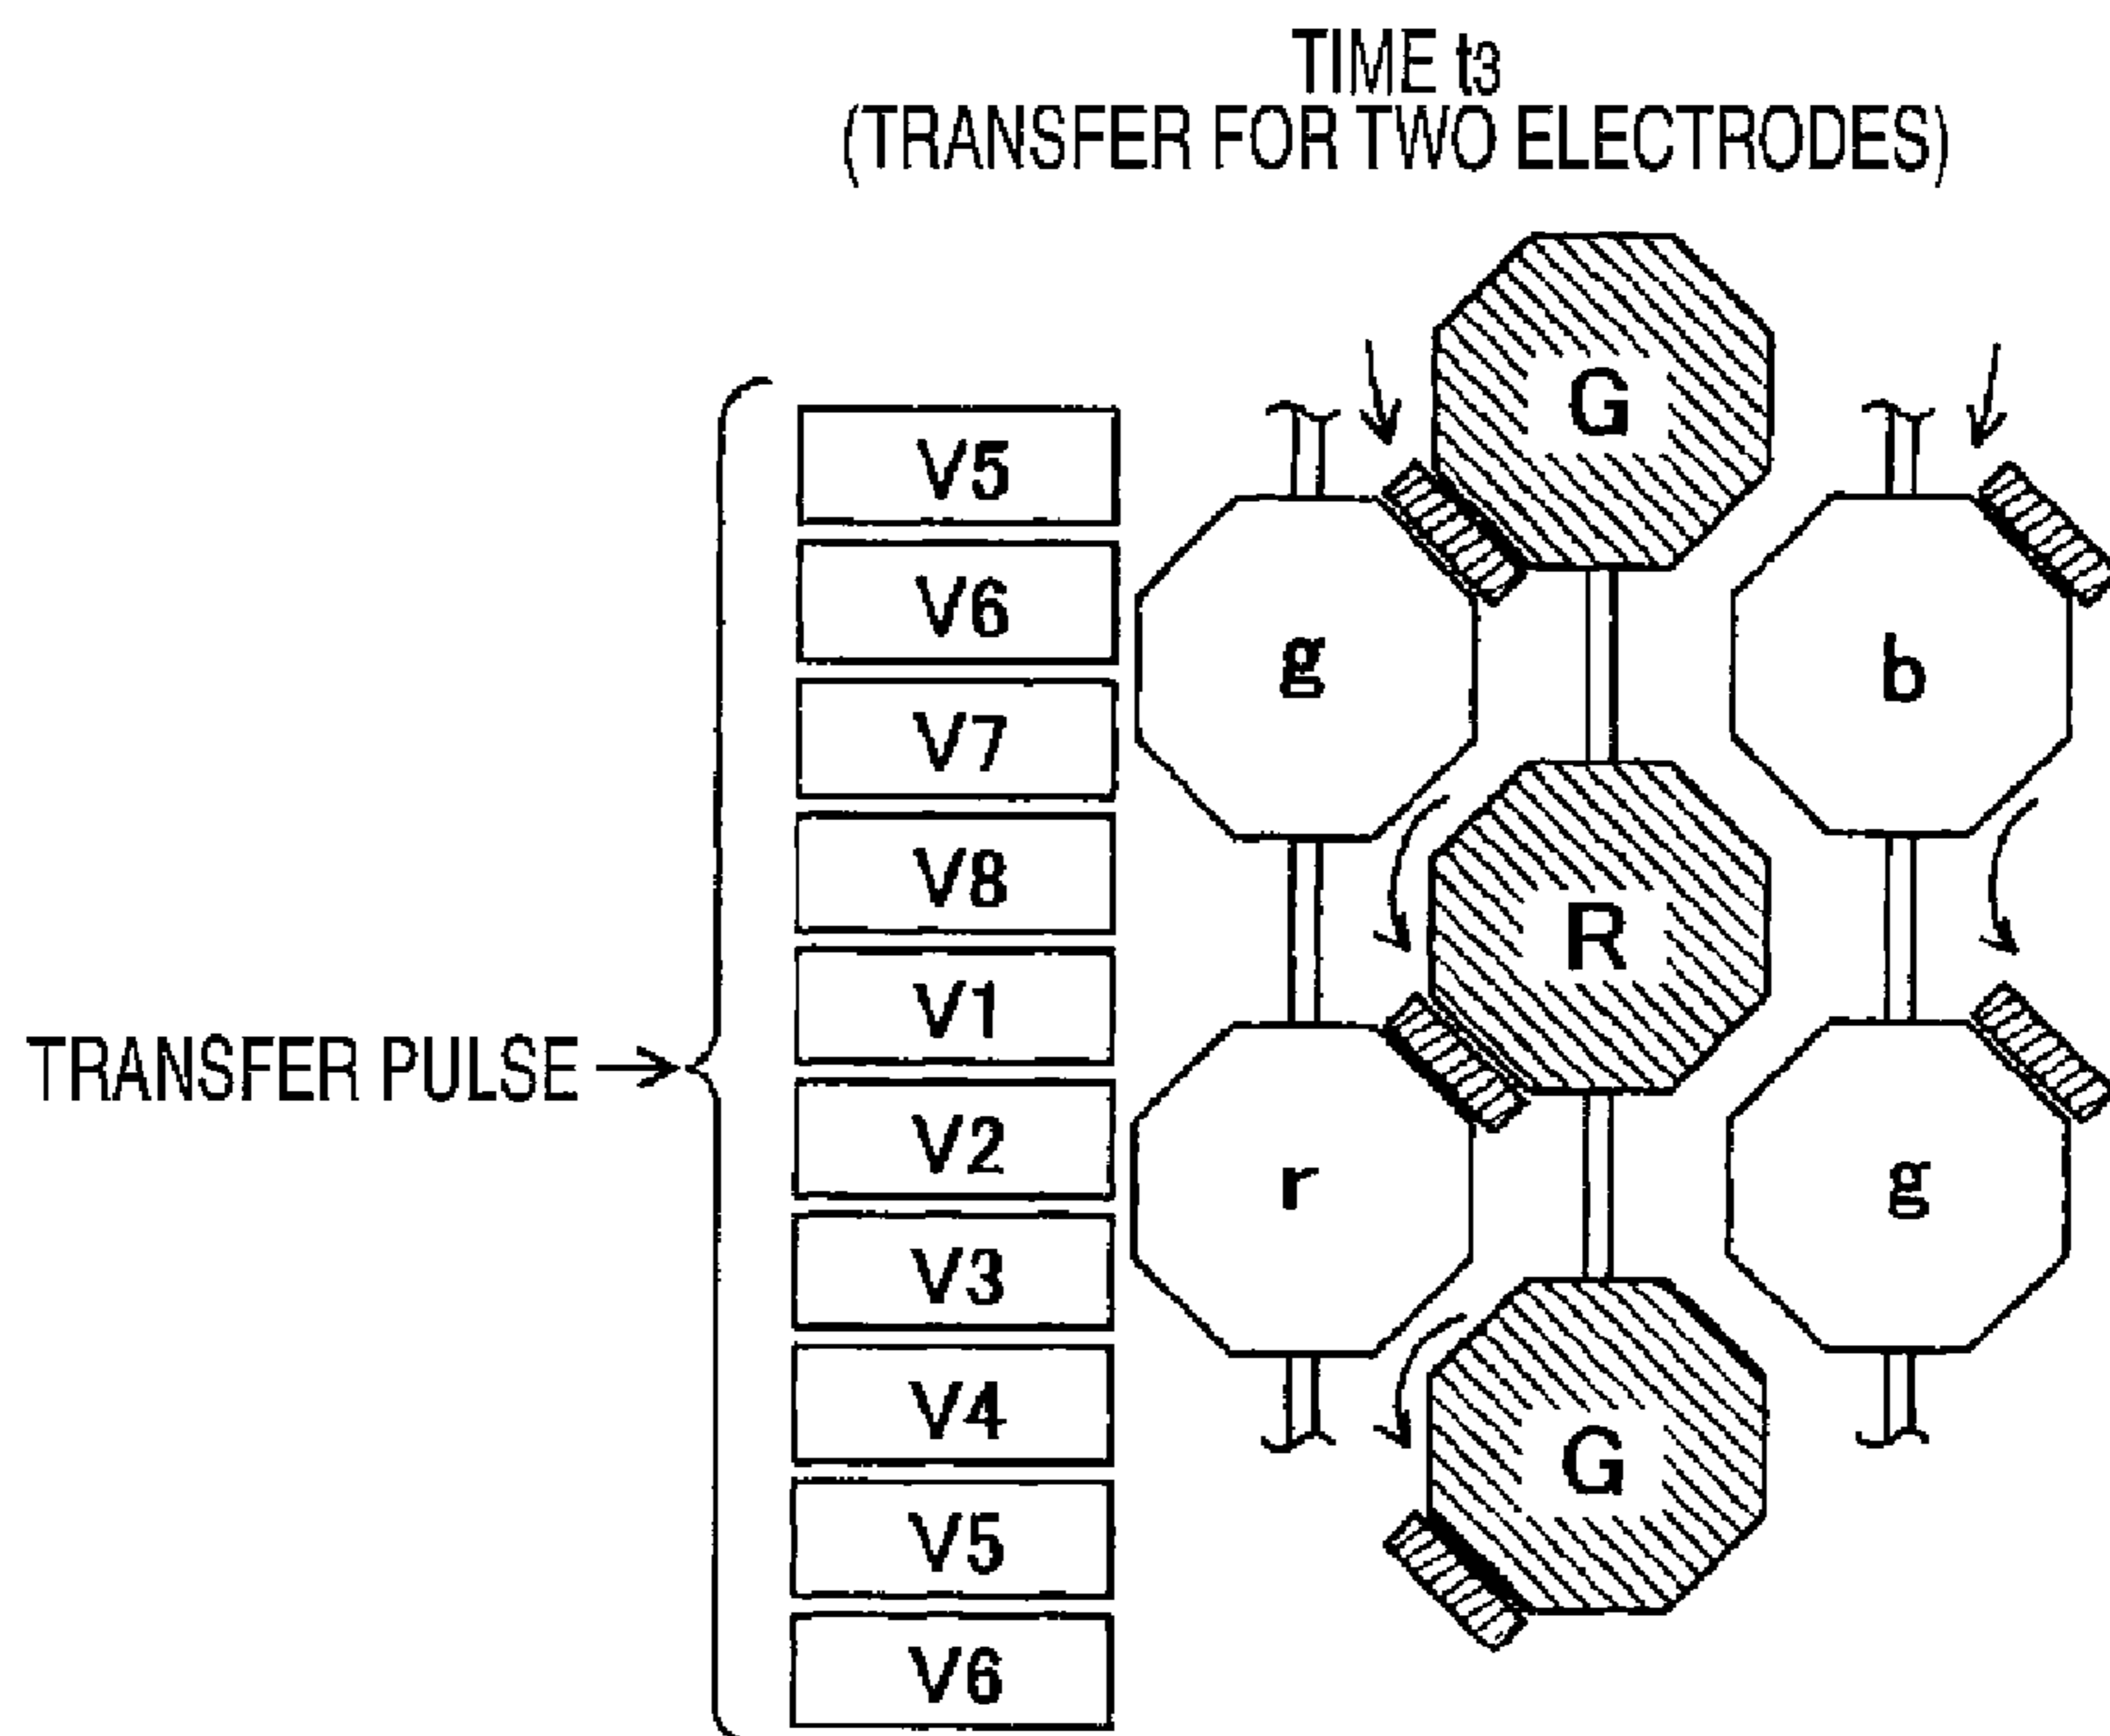 TIME t3
(TRANSFER FOR TWO ELECTRODES)
G
V5
V6
g
b
V7
V8
R
V1
TRANSFER PULSE
V2
r
g
V3
V4
G
V5
V6